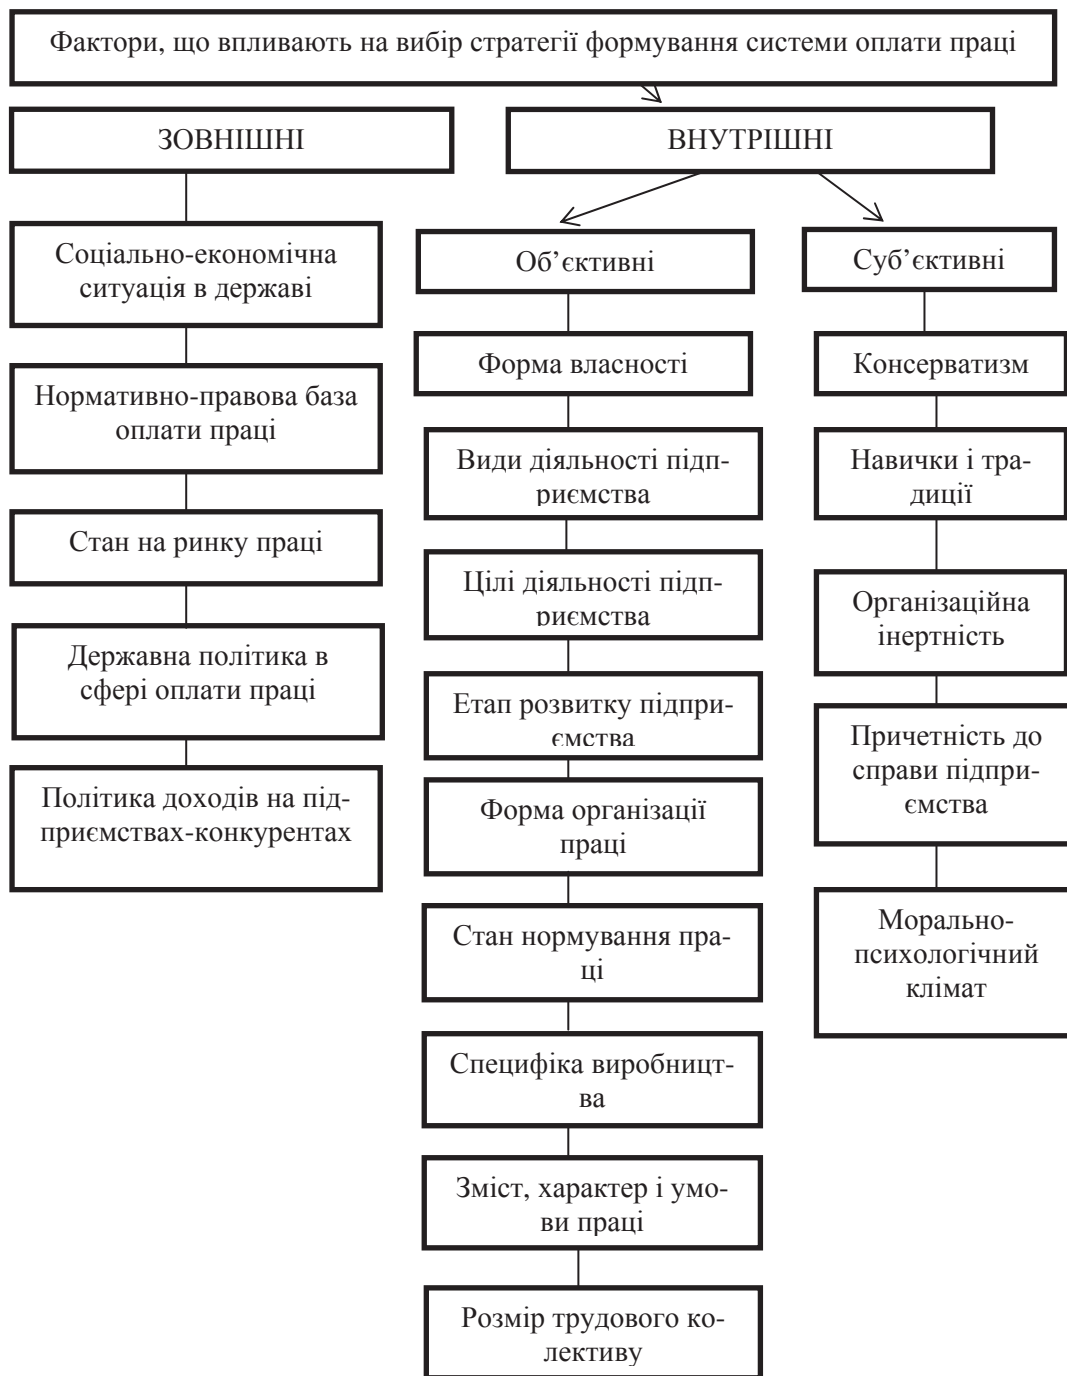 Фактори, що впливають на вибір стратегії формування системи оплати праці
ЗОВНІШНІ
Соціально-економічна
ситуація в державі
Нормативно-правова база
оплати праці
Стан на ринку праці
Державна політика в
сфері оплати праці
Політика доходів на під-
приємствах-конкурентах
ВНУТРІШНІ
Об’єктивні
Форма власності
Види діяльності підп-
риємства
Цілі діяльності підп-
риємства
Етап розвитку підприє-
ємства
Форма організації
праці
Стан нормування пра-
ці
Специфіка виробницт-
ва
Зміст, характер і умо-
ви праці
Розмір трудового ко-
лективу
Суб’єктивні
Консерватизм
Навички і тра-
диції
Організаційна
інертність
Причетність до
справи підпри-
ємства
Морально-
психологічний
клімат